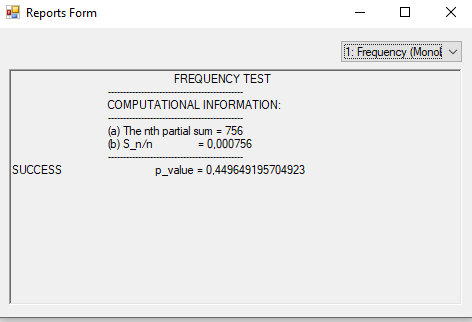 Reports Form
1: Frequency (Monob
FREQUENCY TEST
---------------------------------------------
COMPUTATIONAL INFORMATION:
---------------------------------------------
(a) The nth partial sum = 756
(b) S_n/n = 0,000756
---------------------------------------------
SUCCESS p_value = 0,449649195704923